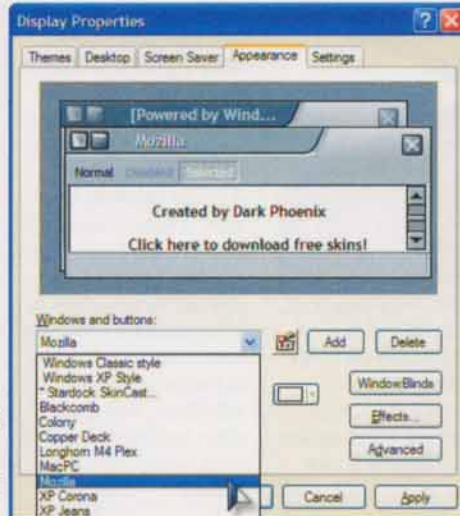 Display Properties
Themes Desktop Screen Saver Appearance Settings
[Powered by Wind...
Mozilla
Normal Disabled Selected
Created by Dark Phoenix
Click here to download free skins!
Windows and buttons:
Mozilla
Add
Delete
Windows Classic style
Windows XP Style
* Stardock SkinCast...
Blackcomb
Colony
Copper Deck
Longhorn M4 Plex
MacPC
Mozilla
XP Corona
XP Jeans
WindowBlinds
Effects...
Advanced
Cancel
Apply